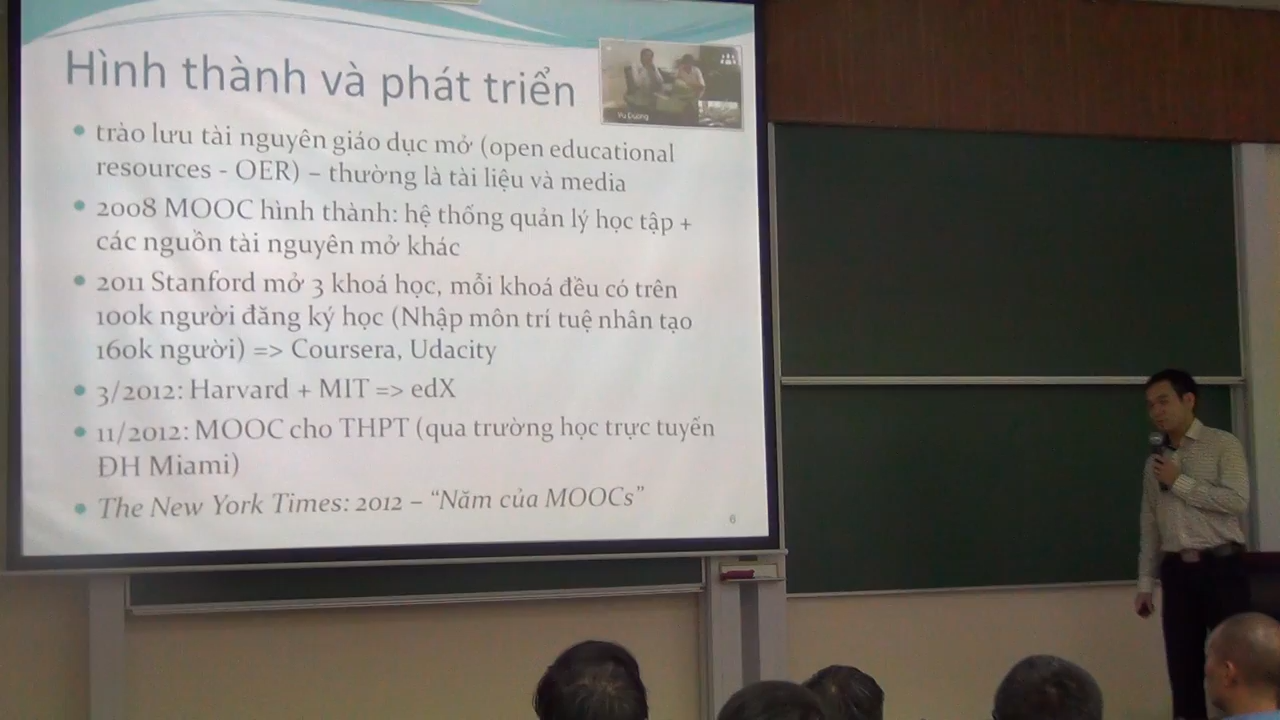 Hình thành và phát triển
Vu Duong
• trào lưu tài nguyên giáo dục mở (open educational
resources - OER) – thường là tài liệu và media
• 2008 MOOC hình thành: hệ thống quản lý học tập +
các nguồn tài nguyên mở khác
• 2011 Stanford mở 3 khoá học, mỗi khoá đều có trên
100k người đăng ký học (Nhập môn trí tuệ nhân tạo
160k người) => Coursera, Udacity
• 3/2012: Harvard + MIT => edX
• 11/2012: MOOC cho THPT (qua trường học trực tuyến
ĐH Miami)
• The New York Times: 2012 – “Năm của MOOCs”
6